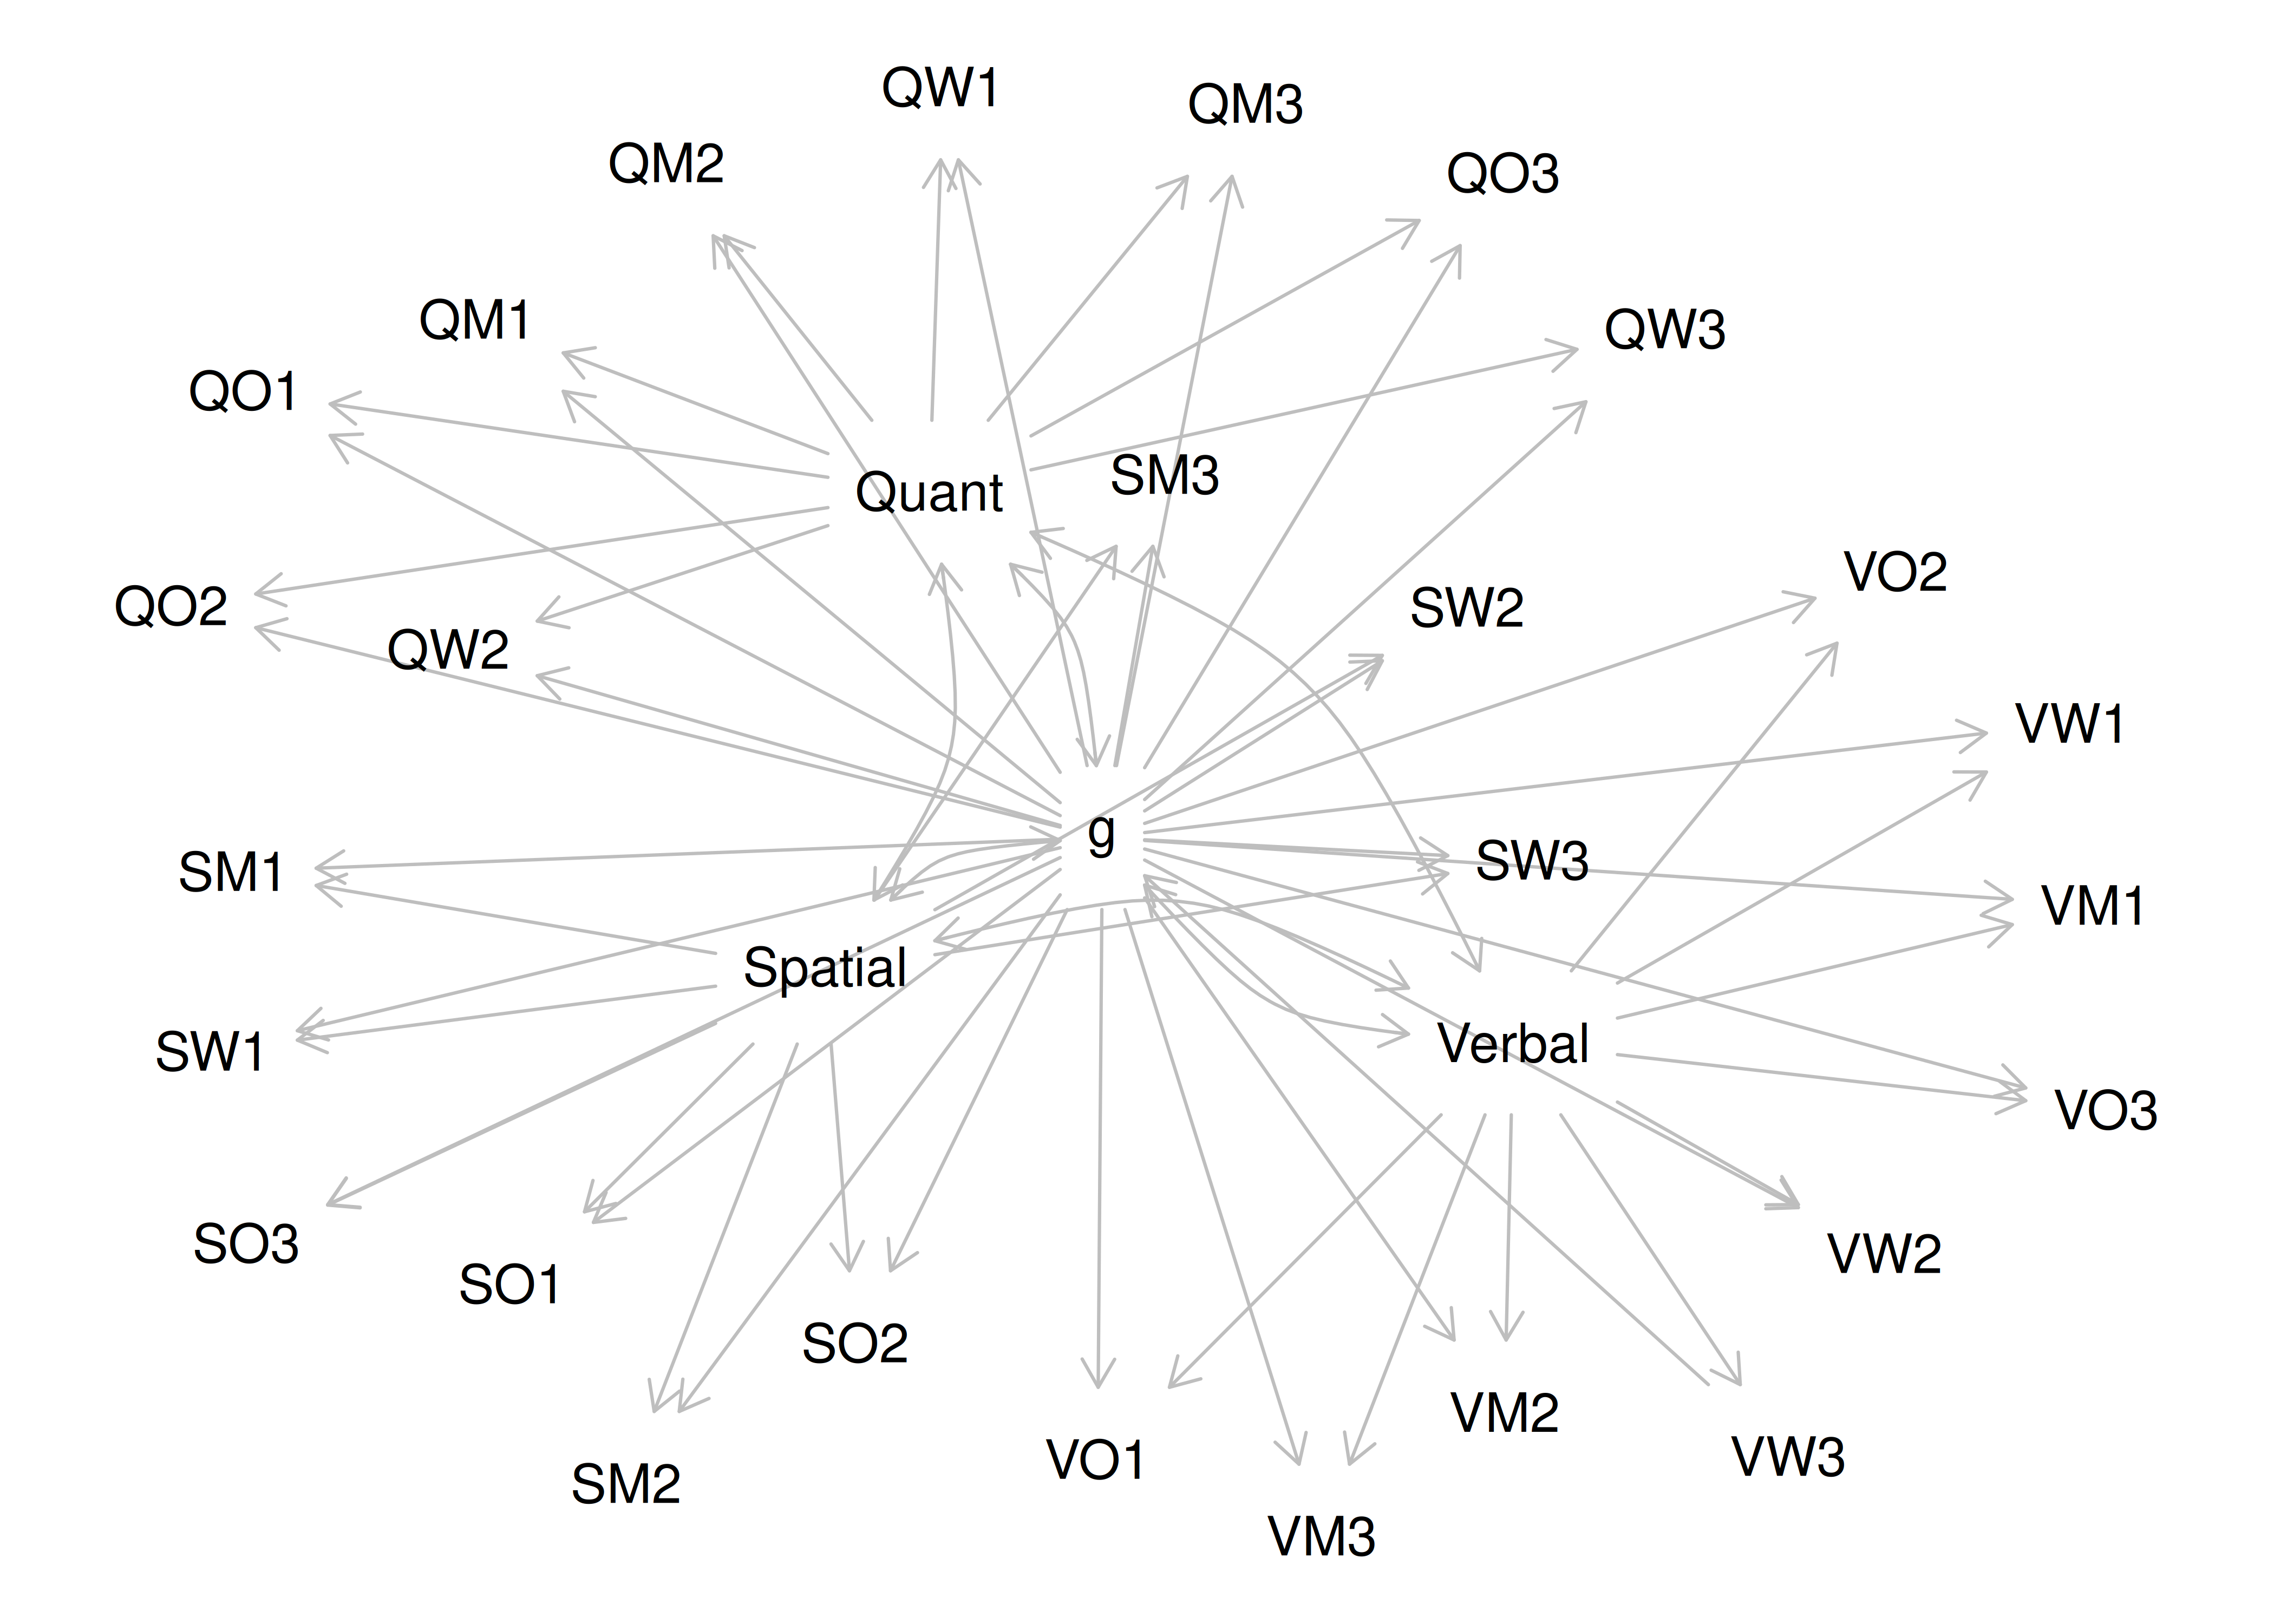 QW1
QM3
QM2
QO3
QM1
QW3
QO1
SM3
Quant
VO2
QO2
SW2
QW2
VW1
g
SW3
SM1
VM1
Spatial
Verbal
SW1
VO3
SO3
VW2
SO1
SO2
VM2
VO1
VW3
SM2
VM3